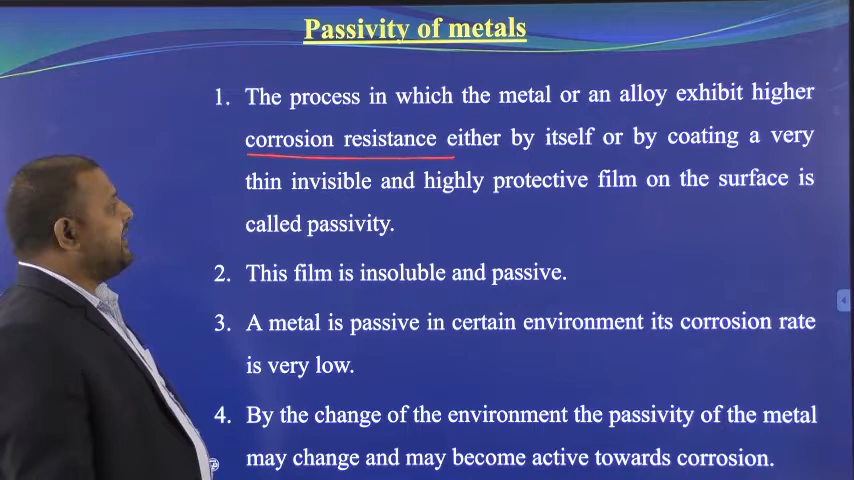 Passivity of metals
1. The process in which the metal or an alloy exhibit higher
corrosion resistance either by itself or by coating a very
thin invisible and highly protective film on the surface is
called passivity.
2. This film is insoluble and passive.
3. A metal is passive in certain environment its corrosion rate
is very low.
4. By the change of the environment the passivity of the metal
may change and may become active towards corrosion.